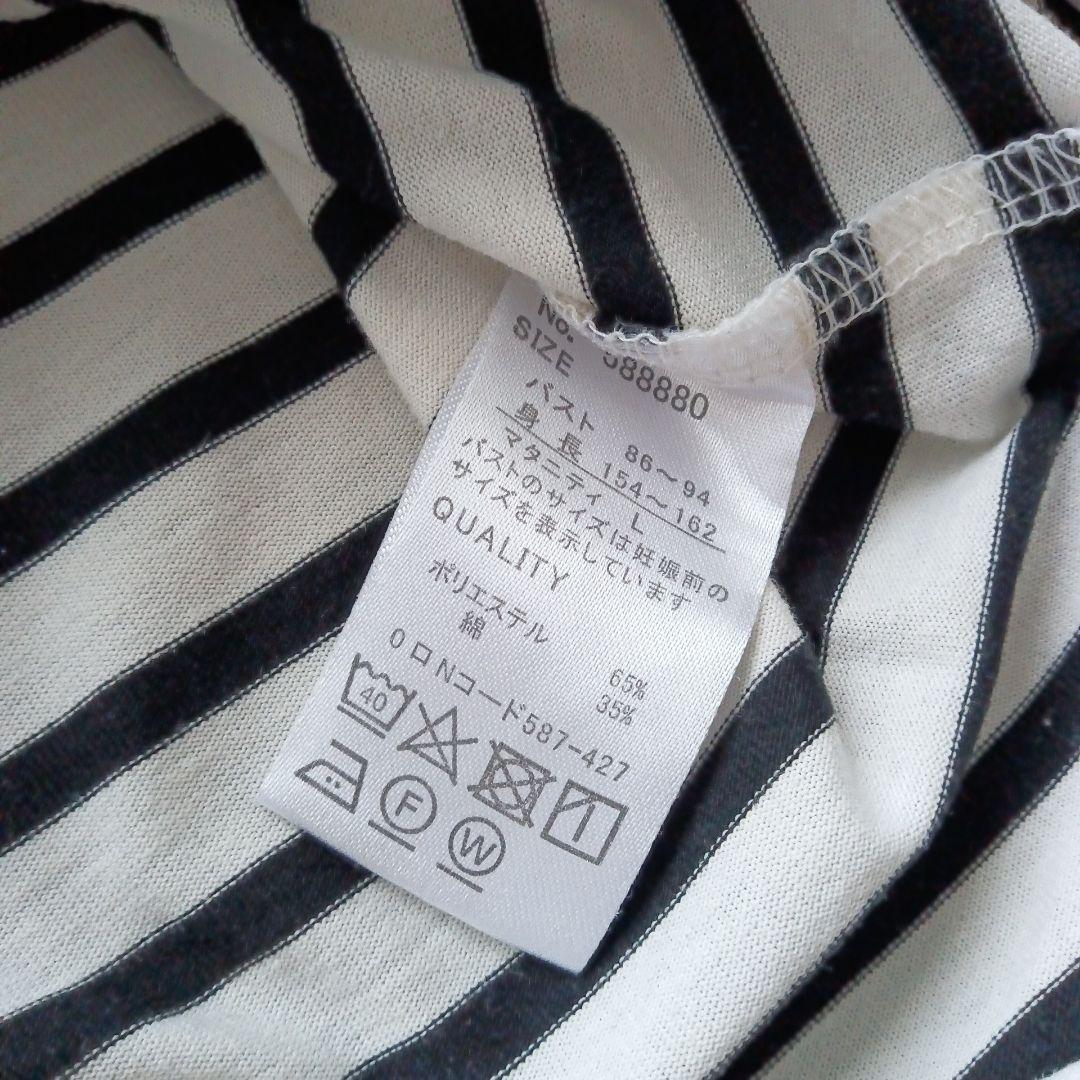 No. 588880
SIZE
バスト 86〜94
身長 154〜162
マタニティ L
バストのサイズは妊娠前の
サイズを表示しています
QUALITY
ポリエステル 65%
綿 35%
0ロNコード587-427
40
F
W